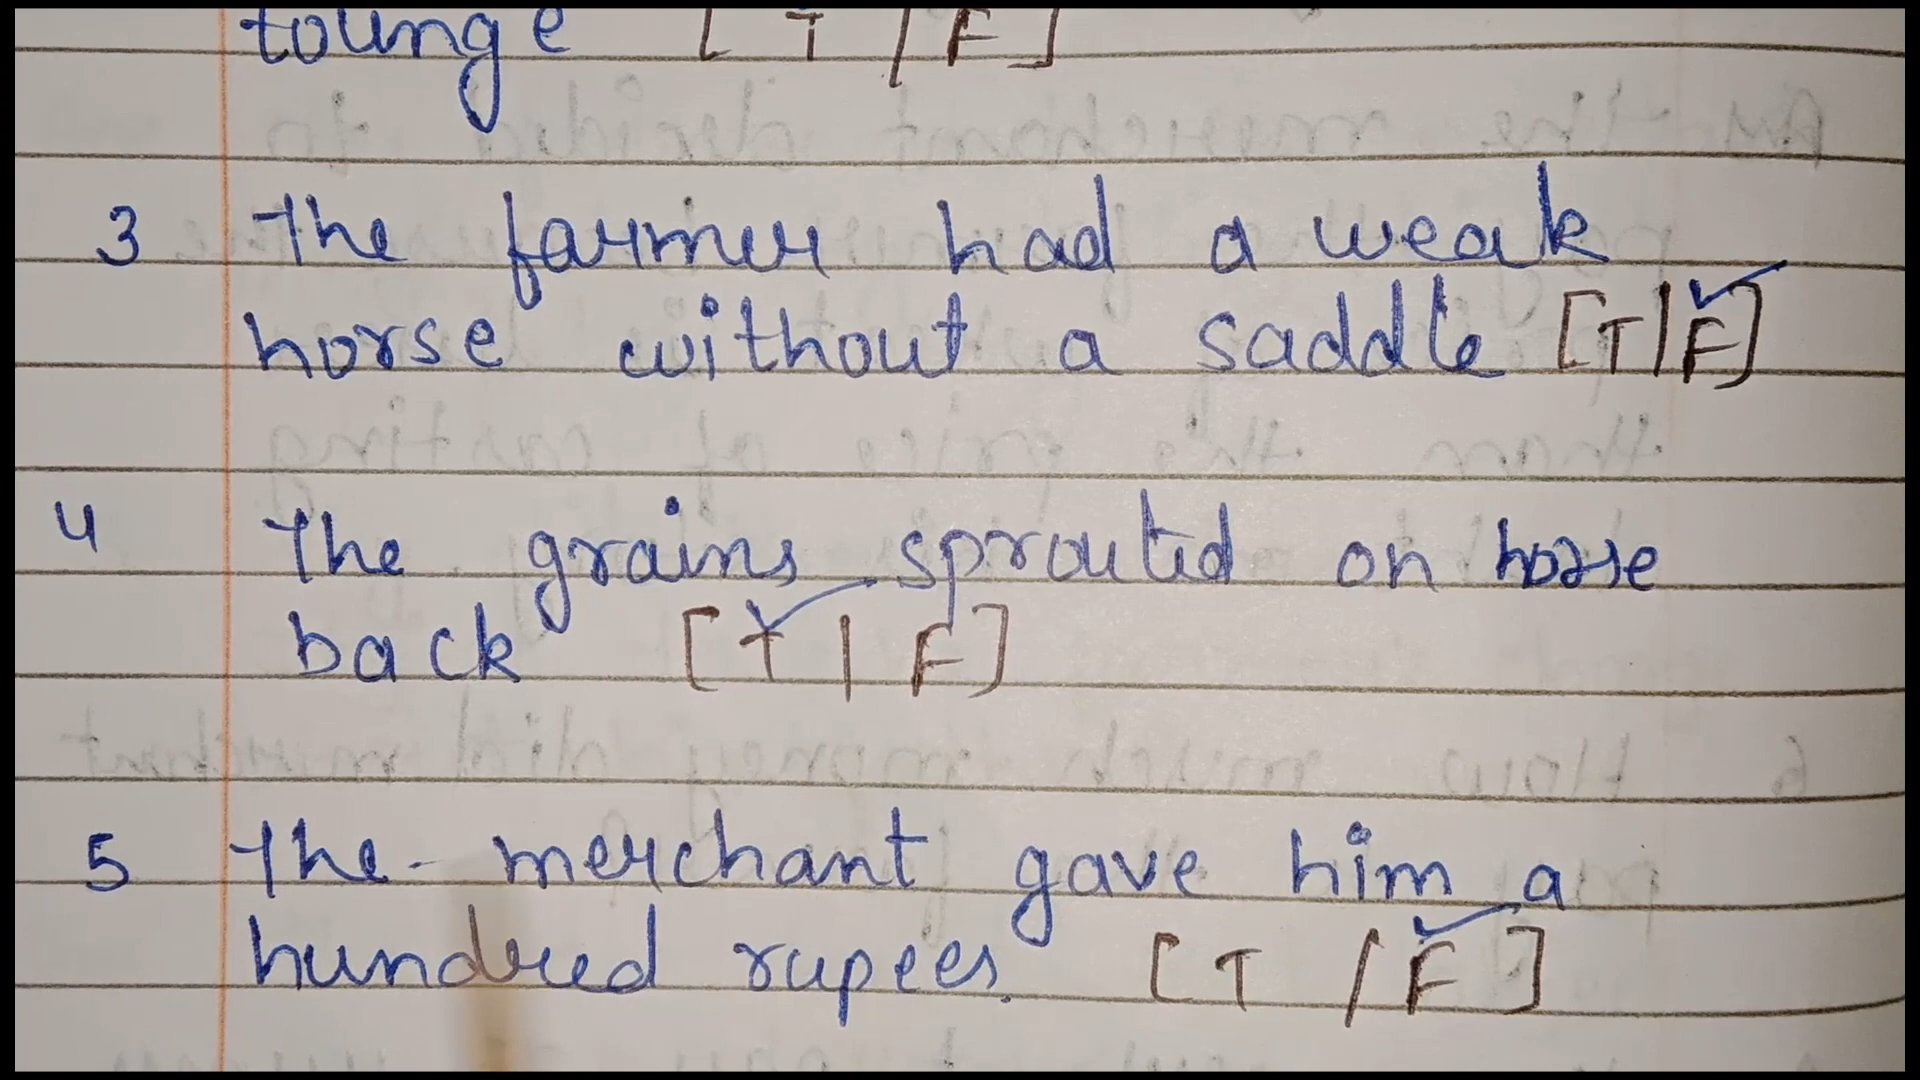 tounge [ T / F ]
3 The farmer had a weak
horse without a saddle [T/F]
4 The grains sprouted on horse
back [ T | F ]
5 The merchant gave him a
hundred rupees. [ T / F ]